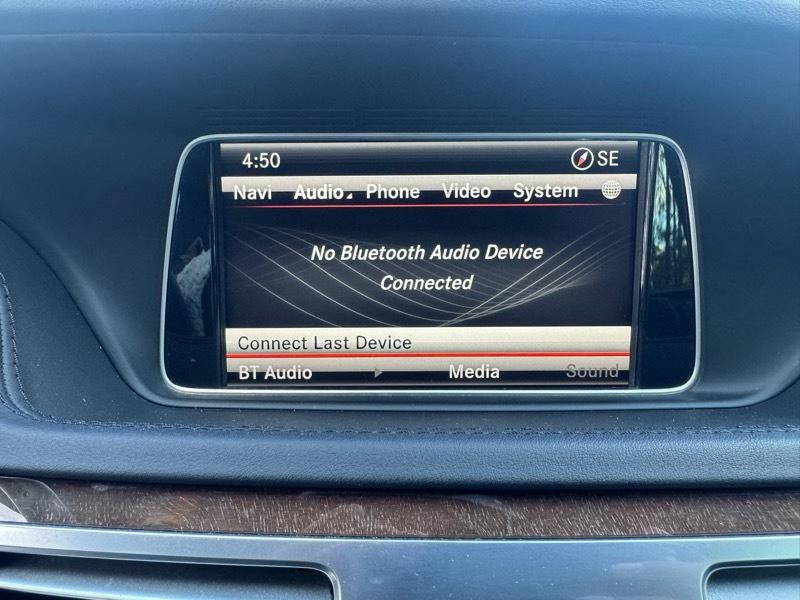 4:50 SE
Navi Audio Phone Video System
No Bluetooth Audio Device
Connected
Connect Last Device
BT Audio Media Sound